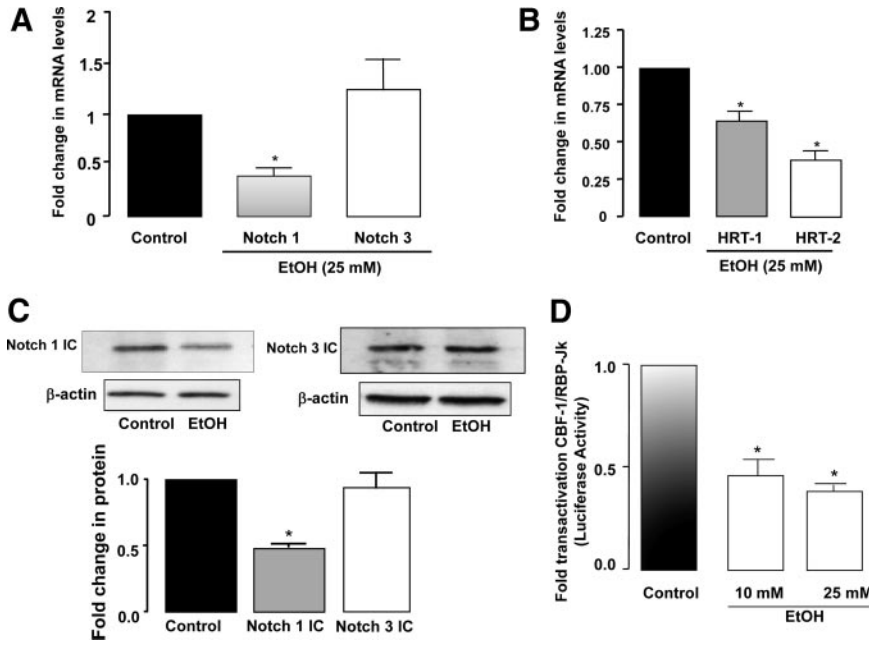 A
Fold change in mRNA levels
2
1.5
1
0.5
0
*
Control
Notch 1
Notch 3
EtOH (25 mM)
B
Fold change in mRNA levels
1.25
1.00
0.75
0.50
0.25
0
*
*
Control
HRT-1
HRT-2
EtOH (25 mM)
C
Notch 1 IC
β-actin
Control EtOH
Notch 3 IC
β-actin
Control EtOH
Fold change in protein
1.0
0.5
0.0
*
Control
Notch 1 IC
Notch 3 IC
D
Fold transactivation CBF-1/RBP-Jk
(Luciferase Activity)
1.0
0.5
0.0
*
*
Control
10 mM
25 mM
EtOH